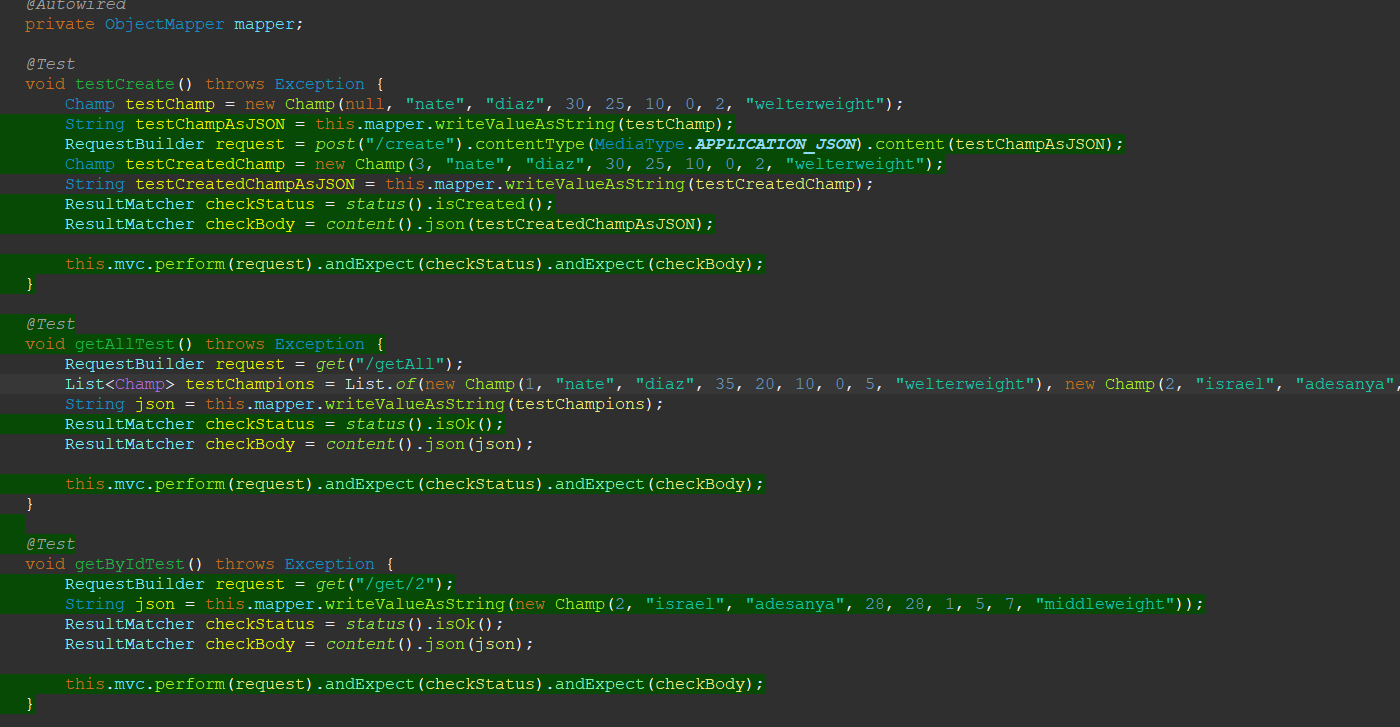 @Autowired
private ObjectMapper mapper;
@Test
void testCreate() throws Exception {
Champ testChamp = new Champ(null, "nate", "diaz", 30, 25, 10, 0, 2, "welterweight");
String testChampAsJSON = this.mapper.writeValueAsString(testChamp);
RequestBuilder request = post("/create").contentType(MediaType.APPLICATION_JSON).content(testChampAsJSON);
Champ testCreatedChamp = new Champ(3, "nate", "diaz", 30, 25, 10, 0, 2, "welterweight");
String testCreatedChampAsJSON = this.mapper.writeValueAsString(testCreatedChamp);
ResultMatcher checkStatus = status().isCreated();
ResultMatcher checkBody = content().json(testCreatedChampAsJSON);
this.mvc.perform(request).andExpect(checkStatus).andExpect(checkBody);
}
@Test
void getAllTest() throws Exception {
RequestBuilder request = get("/getAll");
List<Champ> testChampions = List.of(new Champ(1, "nate", "diaz", 35, 20, 10, 0, 5, "welterweight"), new Champ(2, "israel", "adesanya",
String json = this.mapper.writeValueAsString(testChampions);
ResultMatcher checkStatus = status().isOk();
ResultMatcher checkBody = content().json(json);
this.mvc.perform(request).andExpect(checkStatus).andExpect(checkBody);
}
@Test
void getByIdTest() throws Exception {
RequestBuilder request = get("/get/2");
String json = this.mapper.writeValueAsString(new Champ(2, "israel", "adesanya", 28, 28, 1, 5, 7, "middleweight"));
ResultMatcher checkStatus = status().isOk();
ResultMatcher checkBody = content().json(json);
this.mvc.perform(request).andExpect(checkStatus).andExpect(checkBody);
}